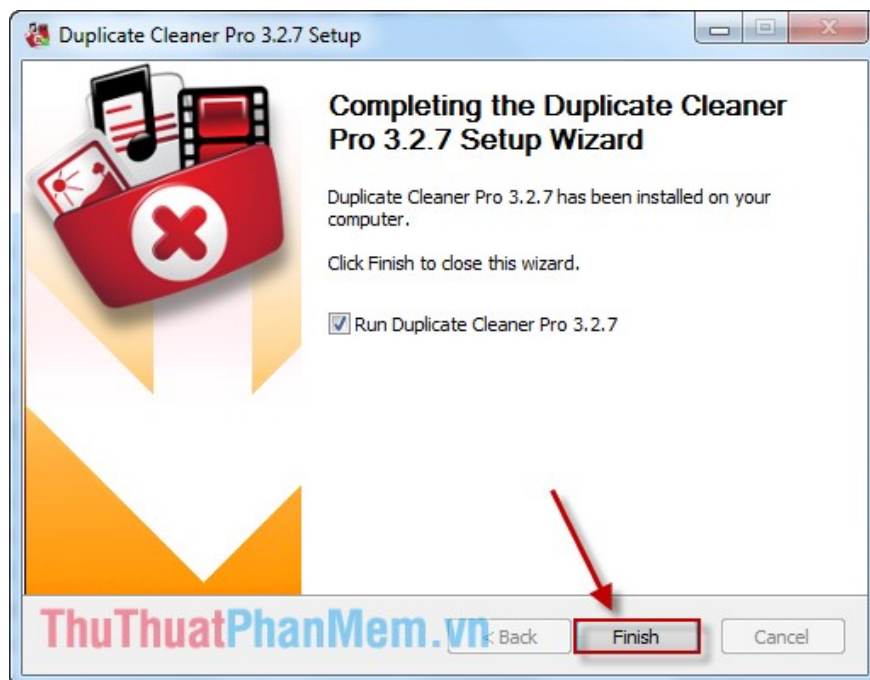 Duplicate Cleaner Pro 3.2.7 Setup
Completing the Duplicate Cleaner
Pro 3.2.7 Setup Wizard
Duplicate Cleaner Pro 3.2.7 has been installed on your
computer.
Click Finish to close this wizard.
Run Duplicate Cleaner Pro 3.2.7
ThuThuatPhanMem.vn < Back Finish Cancel